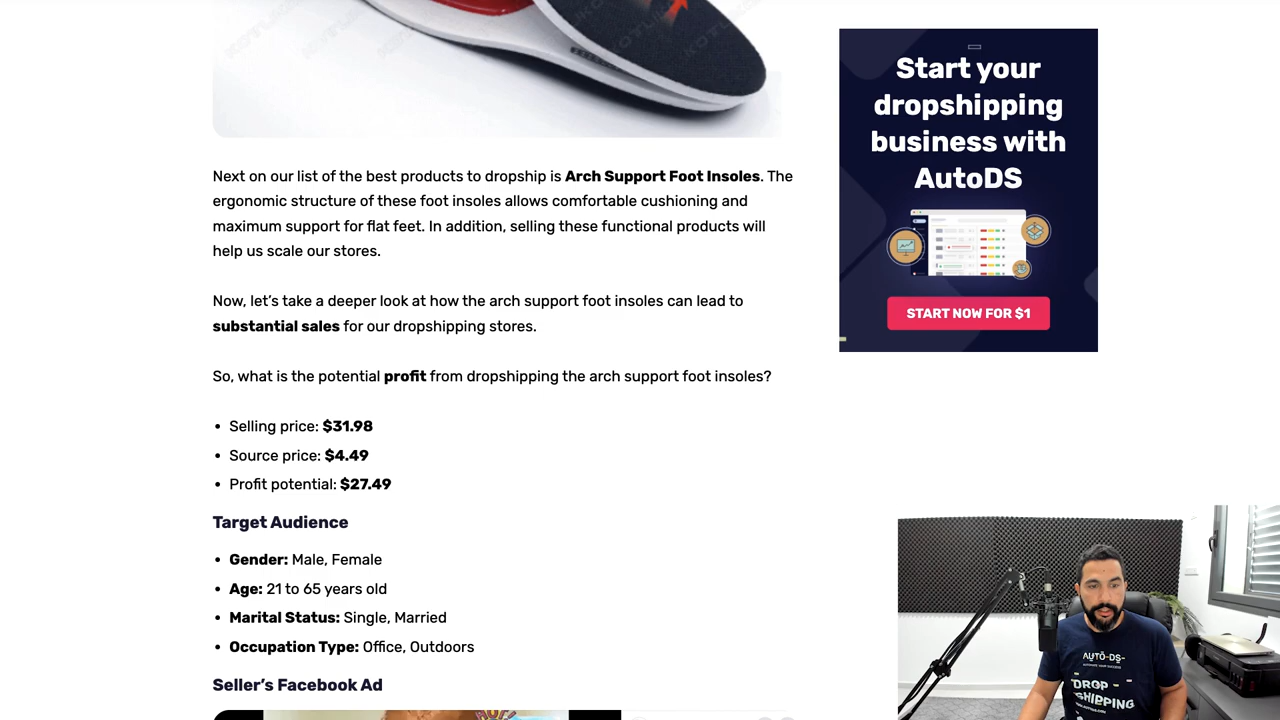 Next on our list of the best products to dropship is Arch Support Foot Insoles. The
ergonomic structure of these foot insoles allows comfortable cushioning and
maximum support for flat feet. In addition, selling these functional products will
help us scale our stores.
Now, let's take a deeper look at how the arch support foot insoles can lead to
substantial sales for our dropshipping stores.
So, what is the potential profit from dropshipping the arch support foot insoles?
• Selling price: $31.98
• Source price: $4.49
• Profit potential: $27.49
Target Audience
• Gender: Male, Female
• Age: 21 to 65 years old
• Marital Status: Single, Married
• Occupation Type: Office, Outdoors
Seller's Facebook Ad
Start your
dropshipping
business with
AutoDS
START NOW FOR $1
AUTO-DS-
DROP
SHIPPING